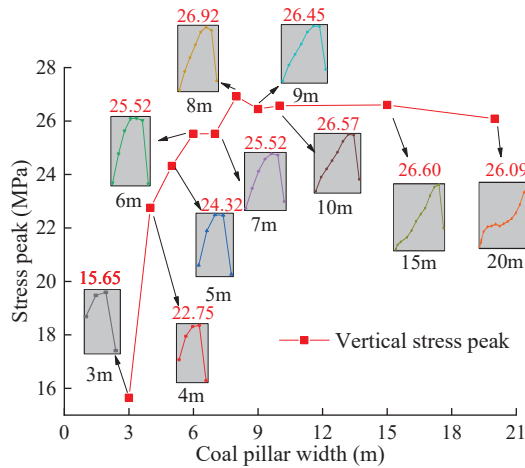 26.92
26.45
28
8m
9m
25.52
26
26.57
26.60
26.09
6m
25.52
24
24.32
7m
10m
22
15m
20m
5m
20
15.65
22.75
18
3m
4m
Vertical stress peak
16
0
3
6
9
12
15
18
21
Coal pillar width (m)
Stress peak (MPa)